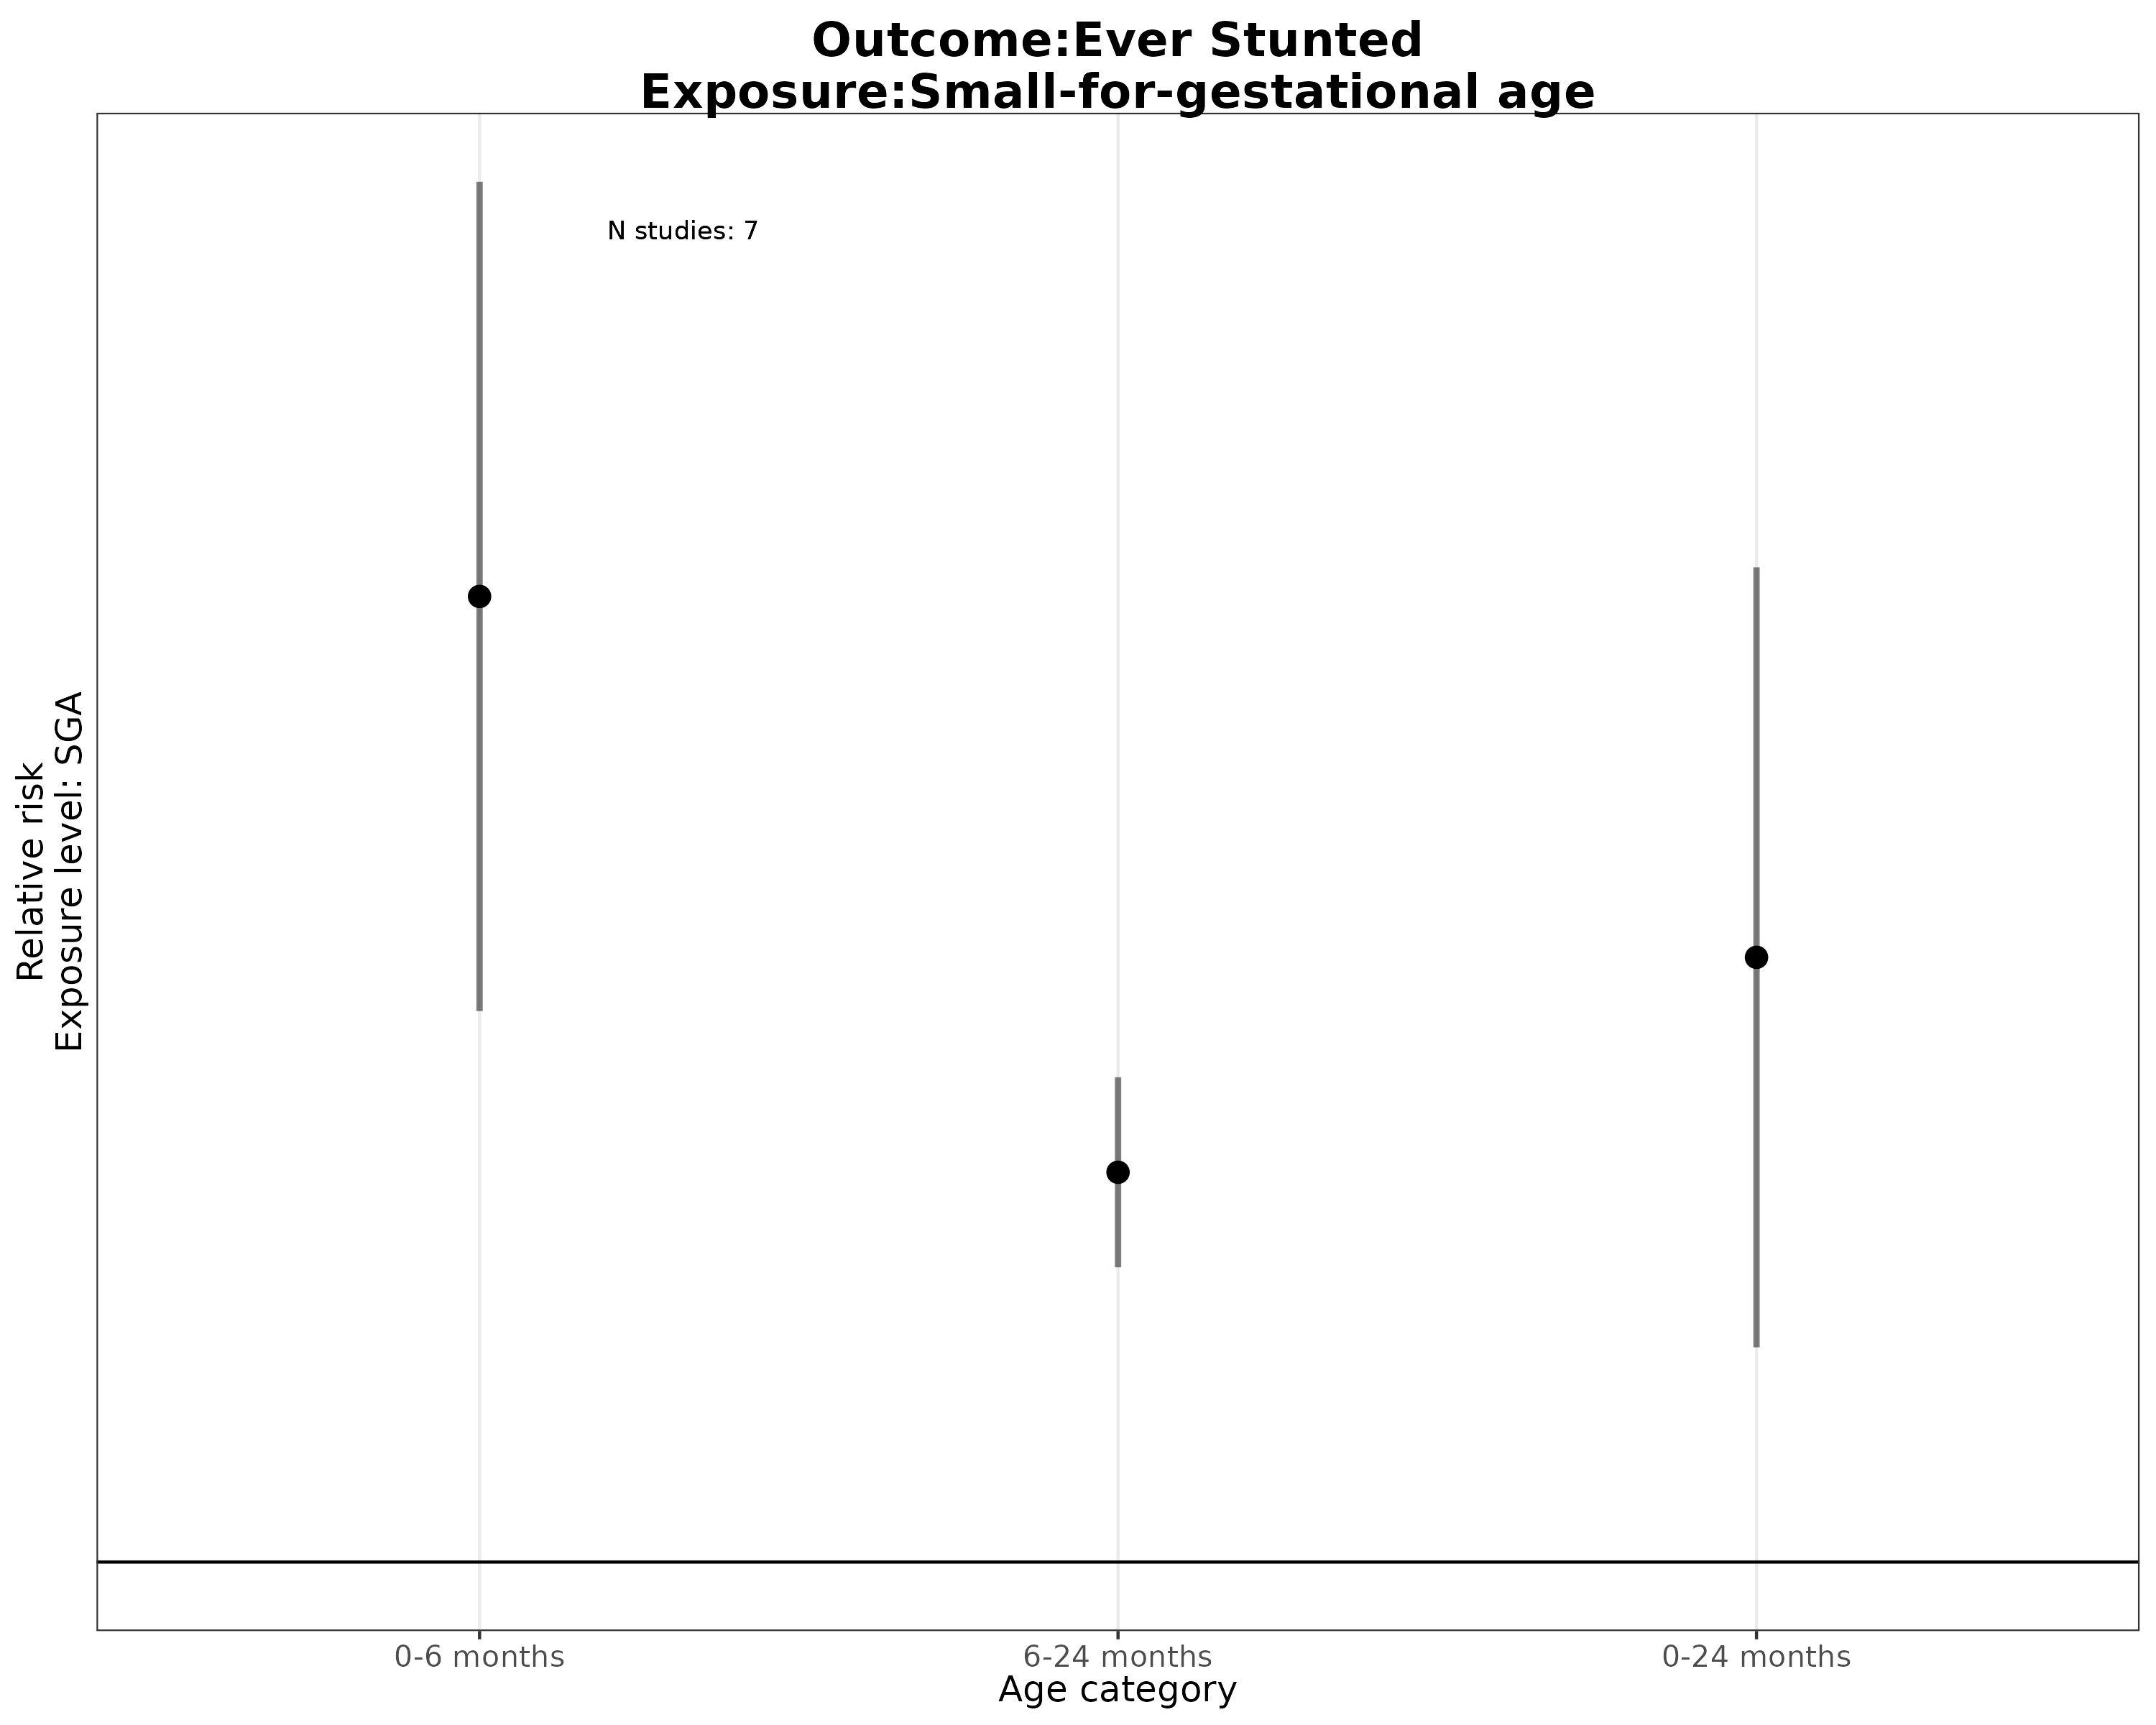 Outcome:Ever Stunted
Exposure:Small-for-gestational age
N studies: 7
Relative risk
Exposure level: SGA
0-6 months
6-24 months
0-24 months
Age category